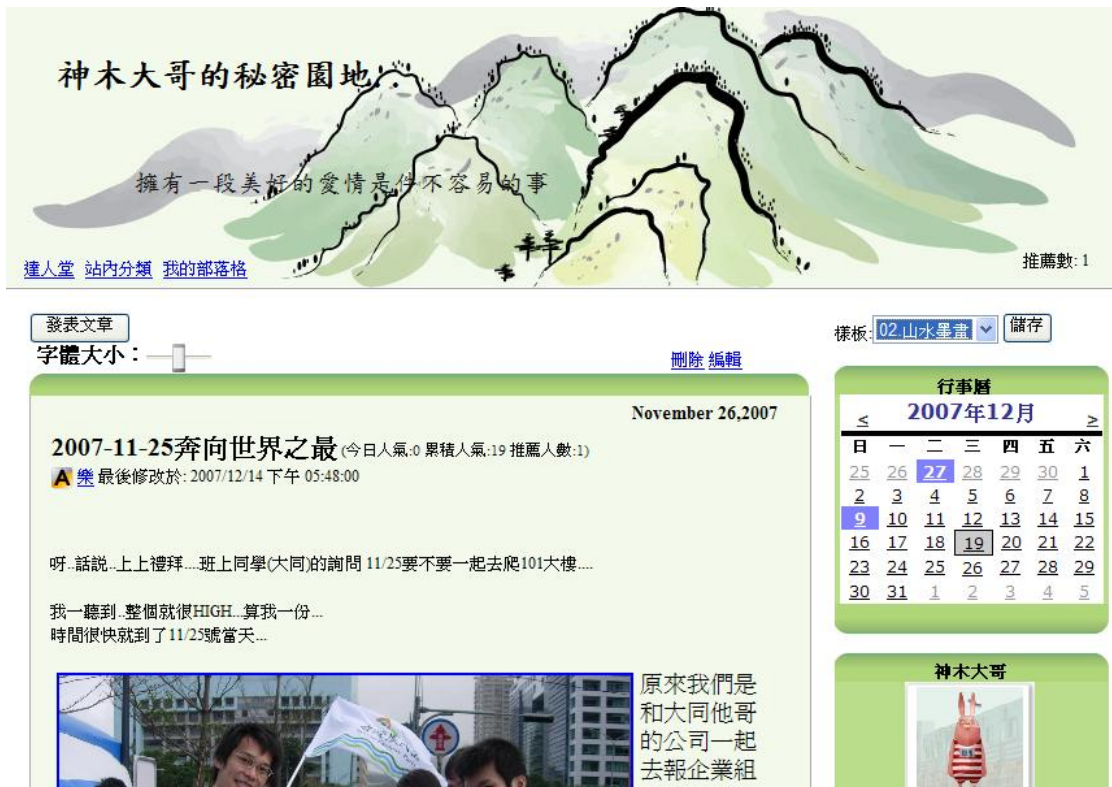 神木大哥的秘密園地..
擁有一段美好的愛情是件不容易的事
達人堂 站內分類 我的部落格
推薦數: 1
發表文章
字體大小：
刪除 編輯
樣板: 02.山水墨畫 儲存
November 26,2007
2007-11-25奔向世界之最 (今日人氣:0 累積人氣:19 推薦人數:1)
A 樂 最後修改於: 2007/12/14 下午 05:48:00
呀..話說..上上禮拜....班上同學(大同)的詢問 11/25要不要一起去爬101大樓....
我一聽到..整個就很HIGH...算我一份...
時間很快就到了11/25號當天...
原來我們是
和大同他哥
的公司一起
去報企業組
行事曆
< 2007年12月 >
日 一 二 三 四 五 六
25 26 27 28 29 30 1
2 3 4 5 6 7 8
9 10 11 12 13 14 15
16 17 18 19 20 21 22
23 24 25 26 27 28 29
30 31 1 2 3 4 5
神木大哥